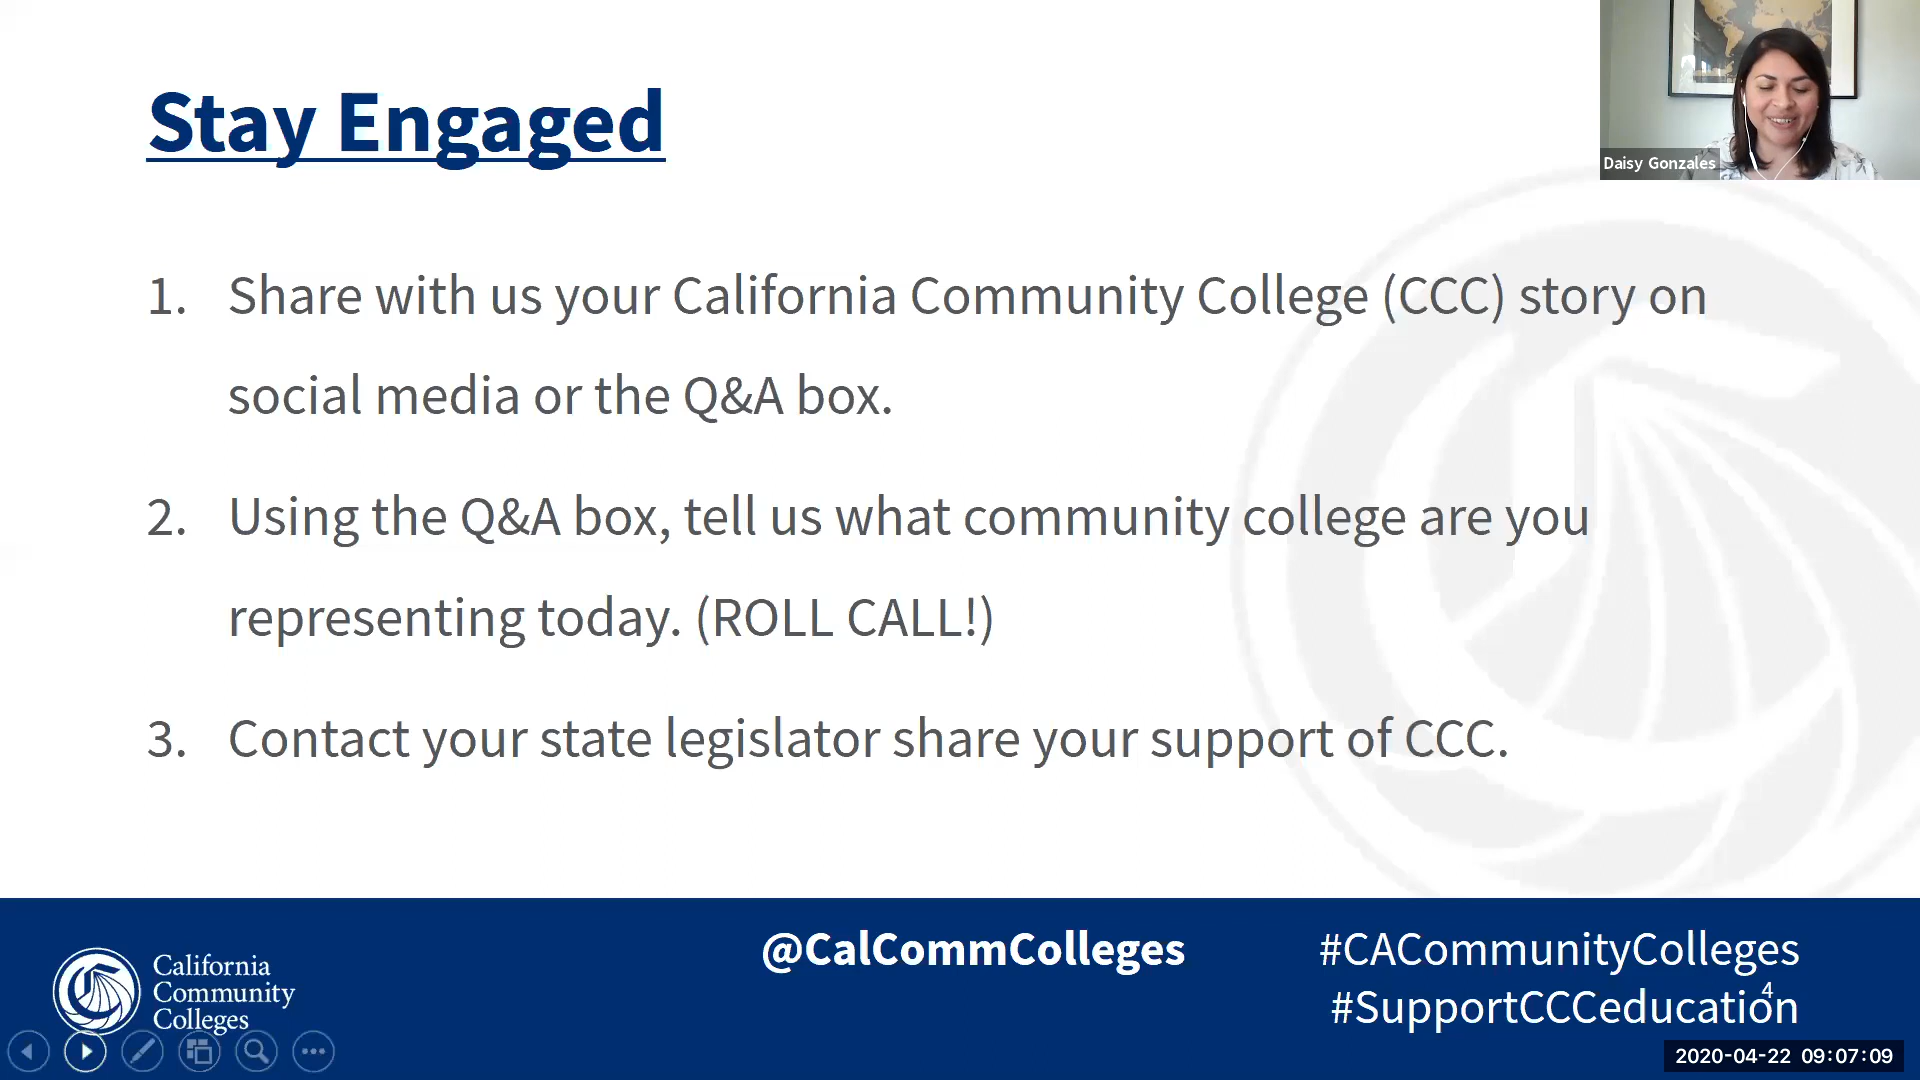 Stay Engaged
Daisy Gonzales
1. Share with us your California Community College (CCC) story on
social media or the Q&A box.
2. Using the Q&A box, tell us what community college are you
representing today. (ROLL CALL!)
3. Contact your state legislator share your support of CCC.
@CalCommColleges
#CACommunityColleges
#SupportCCCeducation
4
California
Community
Colleges
2020-04-22 09:07:09